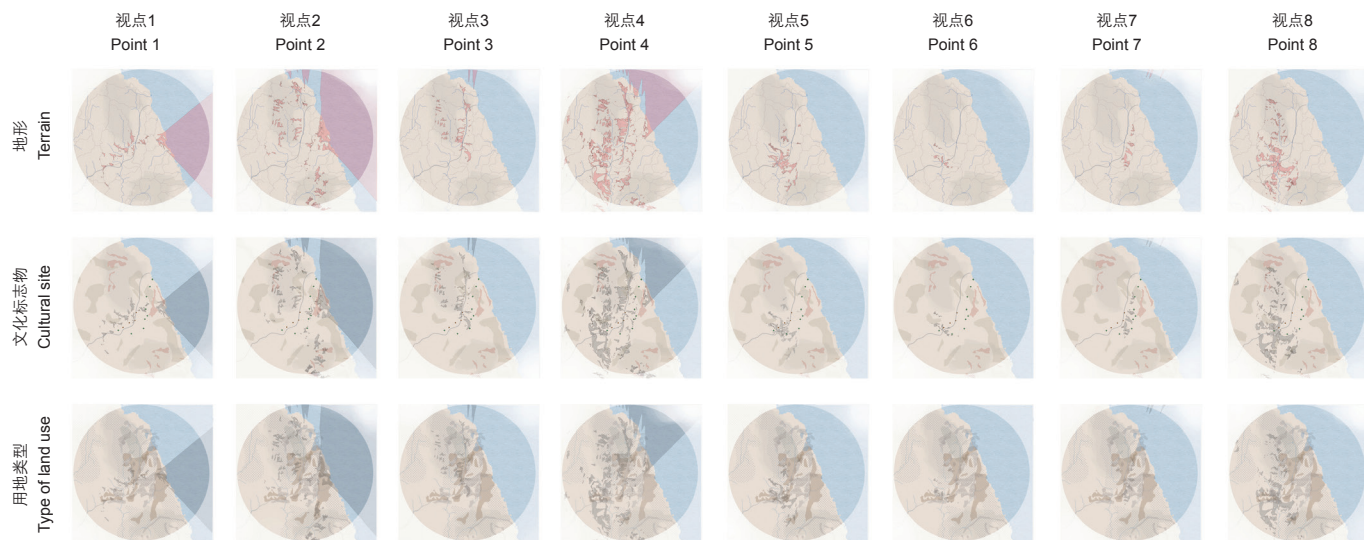 视点1 视点2 视点3 视点4 视点5 视点6 视点7 视点8
Point 1 Point 2 Point 3 Point 4 Point 5 Point 6 Point 7 Point 8
地形
Terrain
文化标志物
Cultural site
用地类型
Type of land use